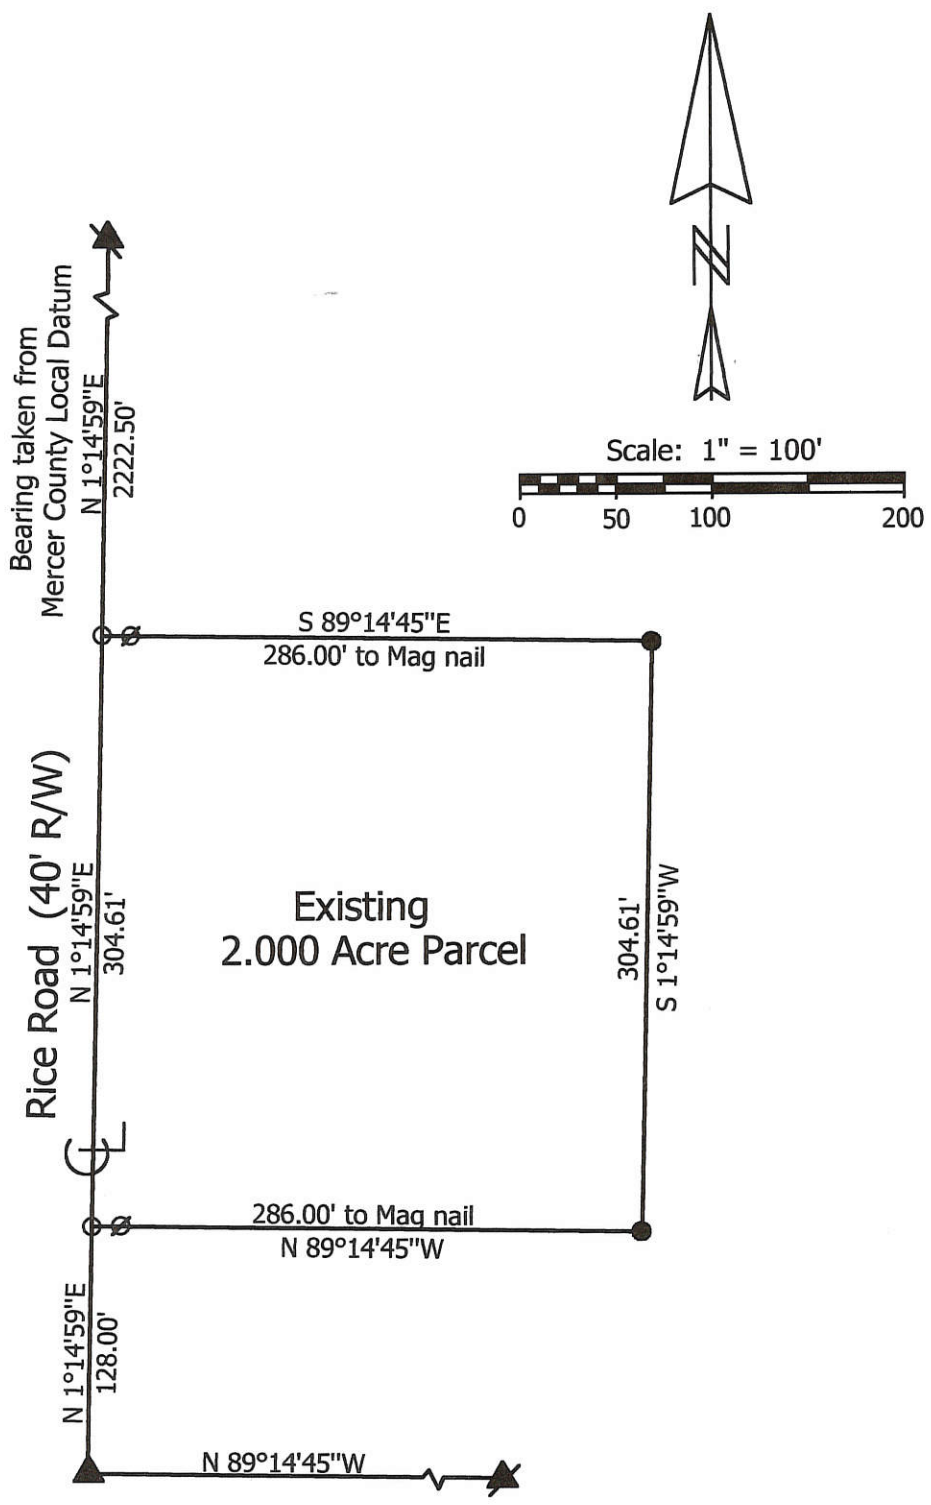 N
Scale: 1" = 100'
0 50 100 200
Bearing taken from
Mercer County Local Datum
N 1°14'59"E
2222.50'
S 89°14'45"E
286.00' to Mag nail
Rice Road (40' R/W)
N 1°14'59"E
304.61'
Existing
2.000 Acre Parcel
304.61'
S 1°14'59"W
CL
286.00' to Mag nail
N 89°14'45"W
N 1°14'59"E
128.00'
N 89°14'45"W